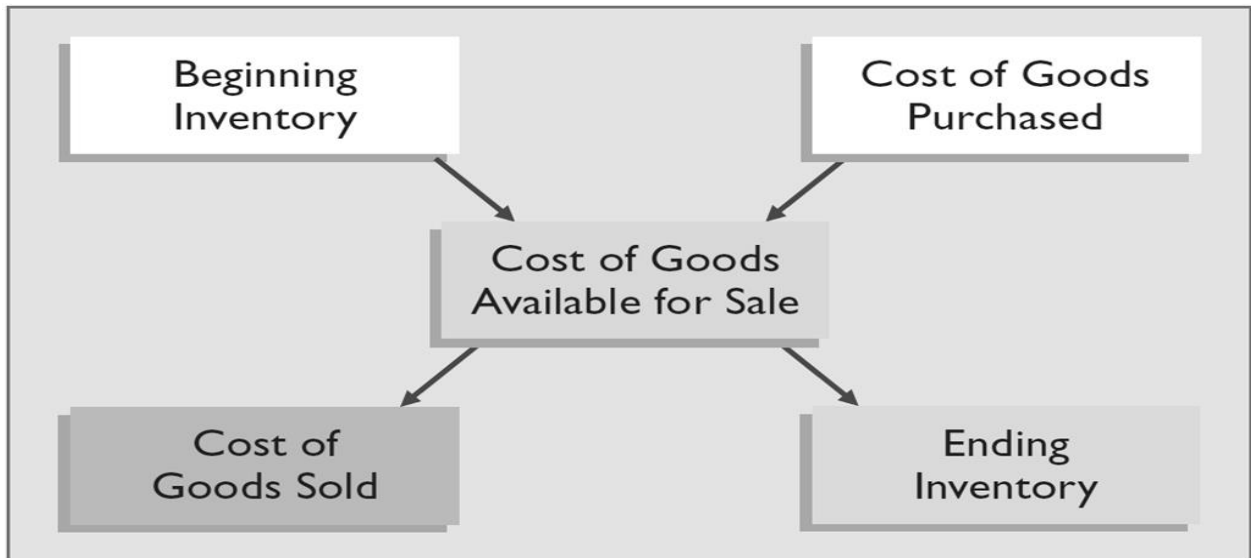 Beginning
Inventory
Cost of Goods
Purchased
Cost of Goods
Available for Sale
Cost of
Goods Sold
Ending
Inventory